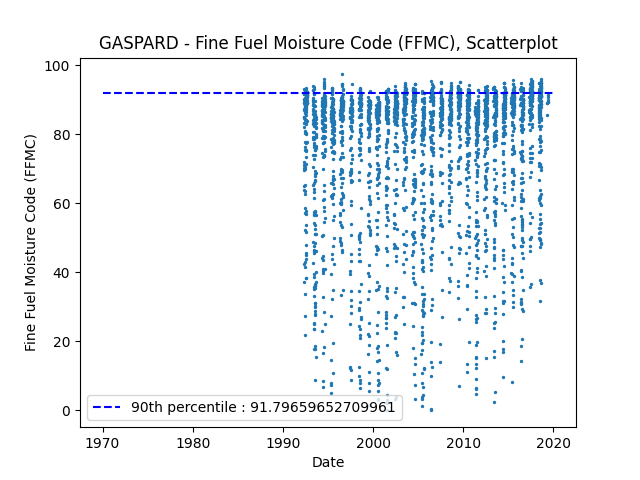 GASPARD - Fine Fuel Moisture Code (FFMC), Scatterplot
100
80
60
40
20
0
Fine Fuel Moisture Code (FFMC)
90th percentile : 91.79659652709961
1970 1980 1990 2000 2010 2020
Date